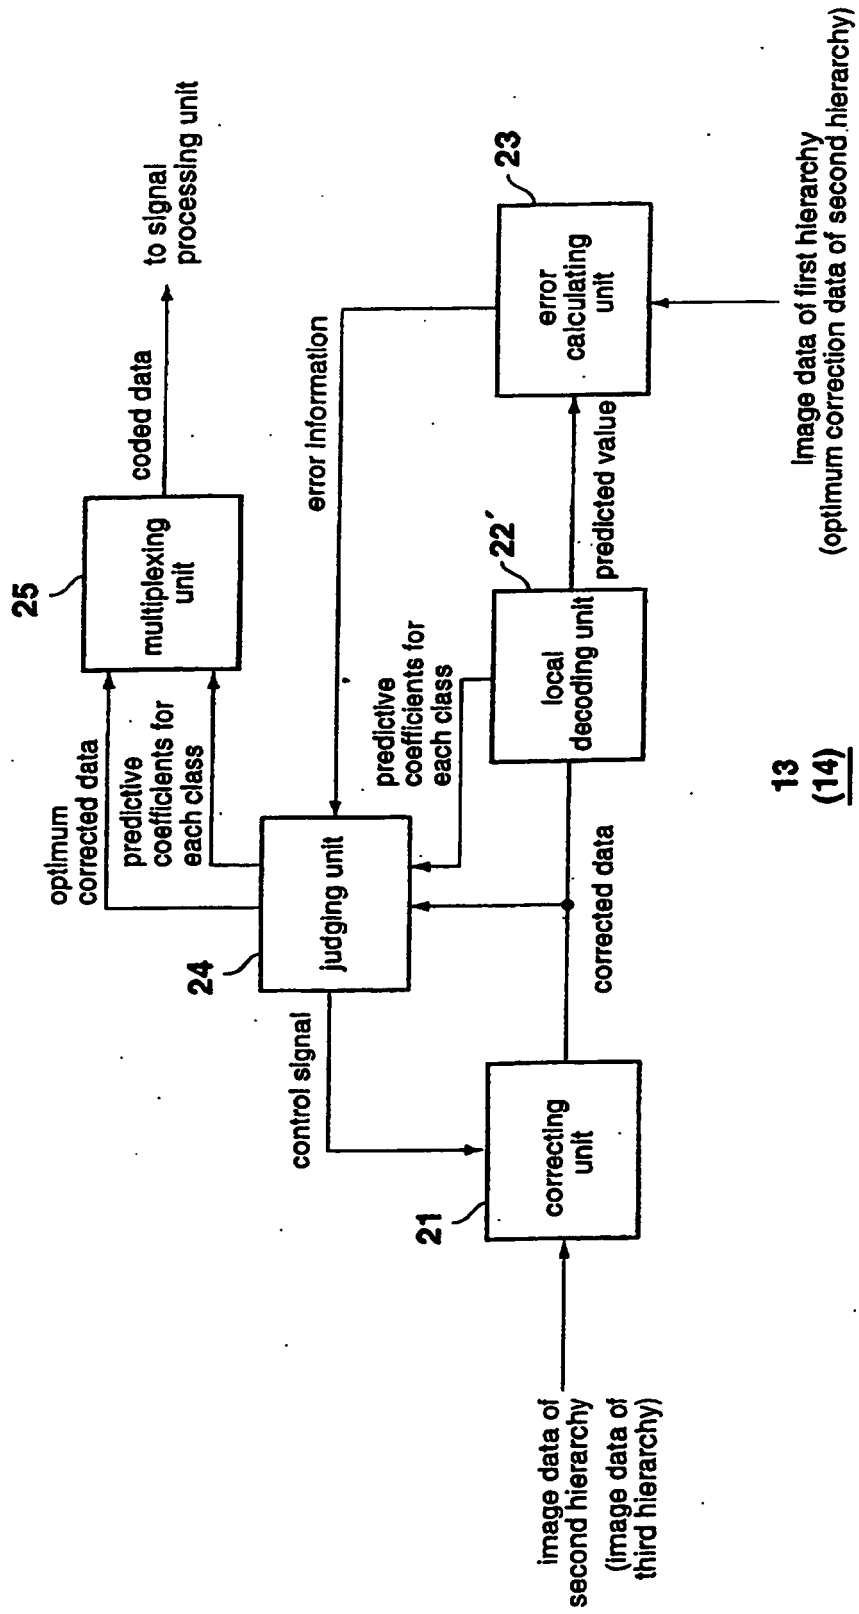 image data of
second hierarchy
(image data of
third hierarchy)
21
correcting
unit
control signal
corrected data
24
judging unit
optimum
corrected data
predictive
coefficients for
each class
predictive
coefficients for
each class
22′
local
decoding unit
predicted value
error information
25
multiplexing
unit
coded data
to signal
processing unit
23
error
calculating
unit
Image data of first hierarchy
(optimum correction data of second hierarchy)
13
(14)